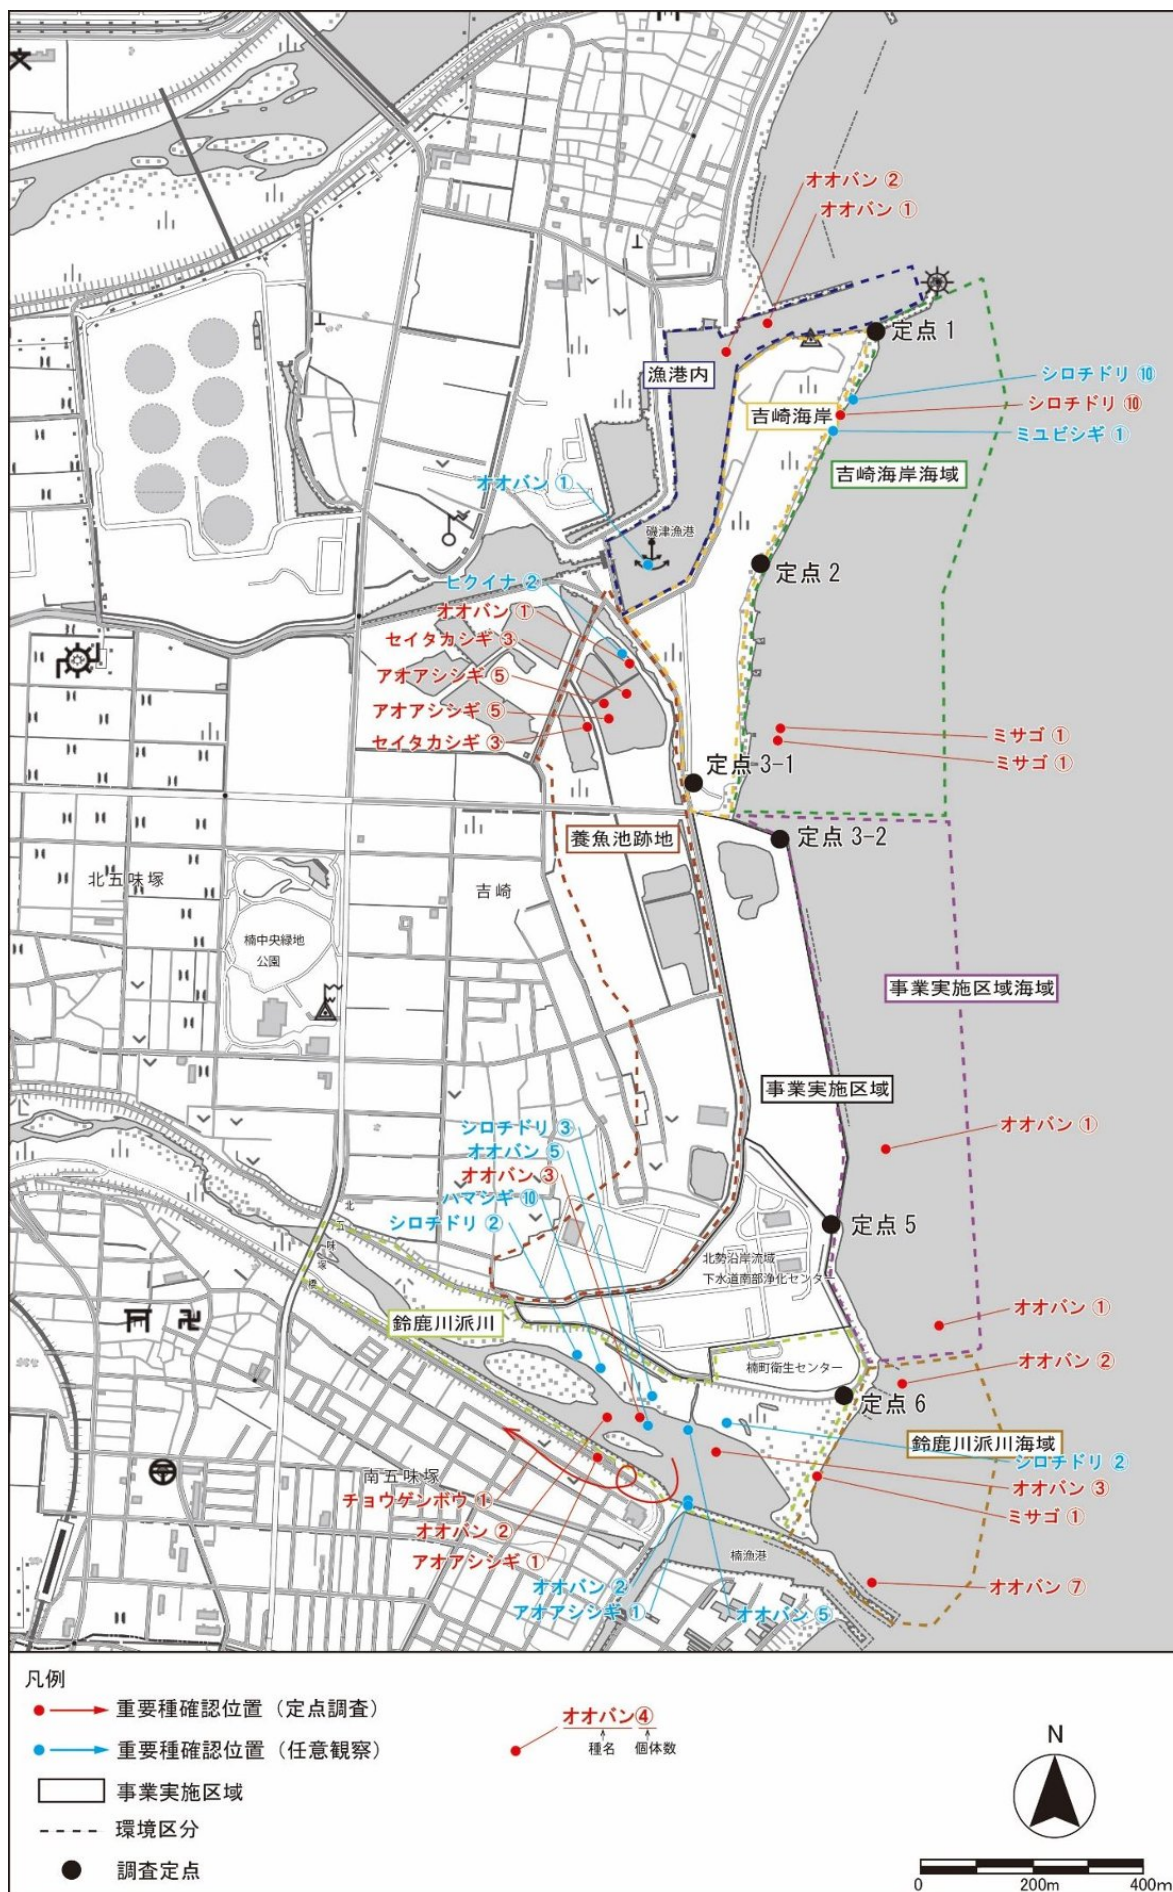 オオバン ②
オオバン ①
定点 1
漁港内
シロチドリ ⑩
吉崎海岸
シロチドリ ⑩
ミユビシギ ①
吉崎海岸海域
オオバン ①
磯津漁港
定点 2
ヒクイナ ②
オオバン ①
セイタカシギ ③
アオアシシギ ⑤
アオアシシギ ⑤
セイタカシギ ③
ミサゴ ①
ミサゴ ①
定点 3-1
養魚池跡地
定点 3-2
北五味塚
吉崎
楠中央緑地
公園
事業実施区域海域
事業実施区域
シロチドリ ③
オオバン ⑤
オオバン ③
ハマシギ ⑩
シロチドリ ②
オオバン ①
定点 5
北五味塚橋
北勢沿岸流域
下水道南部浄化センター
鈴鹿川派川
オオバン ①
楠町衛生センター
オオバン ②
定点 6
鈴鹿川派川海域
シロチドリ ②
南五味塚
チョウゲンボウ ①
オオバン ③
ミサゴ ①
オオバン ②
アオアシシギ ①
楠漁港
オオバン ②
アオアシシギ ①
オオバン ⑤
オオバン ⑦
凡例
重要種確認位置（定点調査）
オオバン④
種名 個体数
重要種確認位置（任意観察）
事業実施区域
環境区分
調査定点
N
0 200m 400m